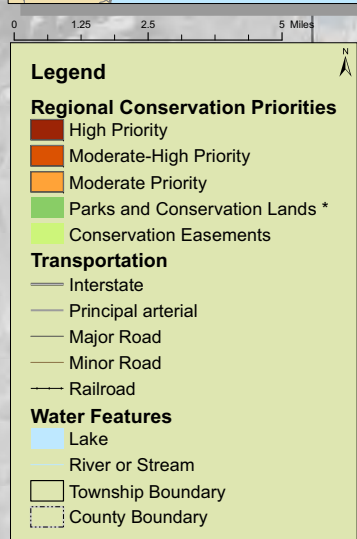 0 1.25 2.5 5 Miles
N
Legend
Regional Conservation Priorities
High Priority
Moderate-High Priority
Moderate Priority
Parks and Conservation Lands *
Conservation Easements
Transportation
Interstate
Principal arterial
Major Road
Minor Road
Railroad
Water Features
Lake
River or Stream
Township Boundary
County Boundary